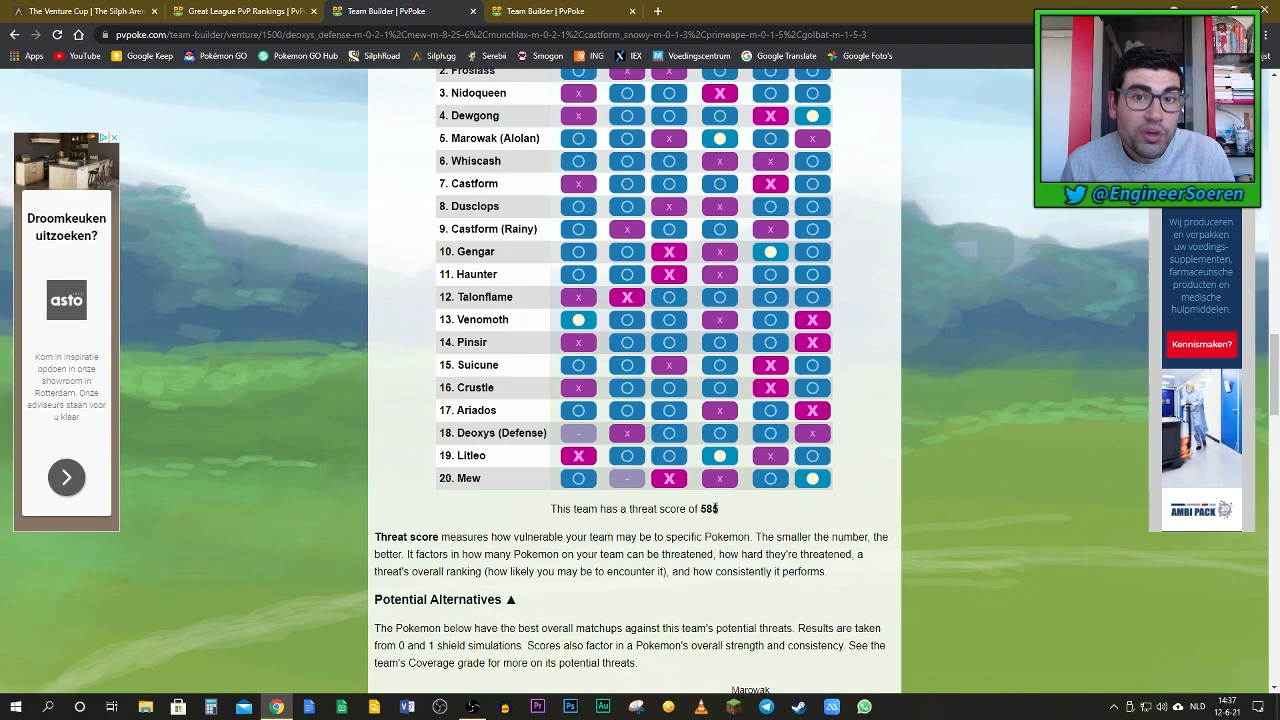 The Venture Cup | The Silph Aren
Great League PvP Rankings | PvP
Team Builder | PvPoke
Team Builder | PvPoke
pvpoke.com/team-builder/venture/1500/deoxys_defense-m-0-2-1%2Cmew-m-8-25-6%2Cmunchlax-m-0-2-1%2Ccastform_snowy-m-0-1-3%2Cprimeape-m-0-1-5%2Cgolbat-m-1-5-3
Apps
YouTube
Google Keep
Pokémon GO
Pokémon GO
SilphRoad
Silph.gg
Serebii
Limogon
ING
IEX
Voedingscentrum
Google Translate
Google Foto's
@EngineerSoeren
2. Froslass
3. Nidoqueen
4. Dewgong
5. Marowak (Alolan)
6. Whiscash
7. Castform
8. Dusclops
9. Castform (Rainy)
10. Gengar
11. Haunter
12. Talonflame
13. Venomoth
14. Pinsir
15. Suicune
16. Crustle
17. Ariados
18. Deoxys (Defense)
19. Litleo
20. Mew
This team has a threat score of 585
Threat score measures how vulnerable your team may be to specific Pokemon. The smaller the number, the
better. It factors in how many Pokemon on your team can be threatened, how hard they're threatened, a
threat's overall ranking (how likely you may be to encounter it), and how consistently it performs.
Potential Alternatives ▲
The Pokemon below have the best overall matchups against this team's potential threats. Results are taken
from 0 and 1 shield simulations. Scores also factor in a Pokemon's overall strength and consistency. See the
team's Coverage grade for more on its potential threats.
Marowak
Droomkeuken
uitzoeken?
asto
Kom in inspiratie
opdoen in onze
showroom in
Rotterdam. Onze
adviseurs staan voor
u klaar
Wij produceren
en verpakken
uw voedings-
supplementen,
farmaceutische
producten en
medische
hulpmiddelen.
Kennismaken?
AMBI PACK
NLD
14:37
12-6-21